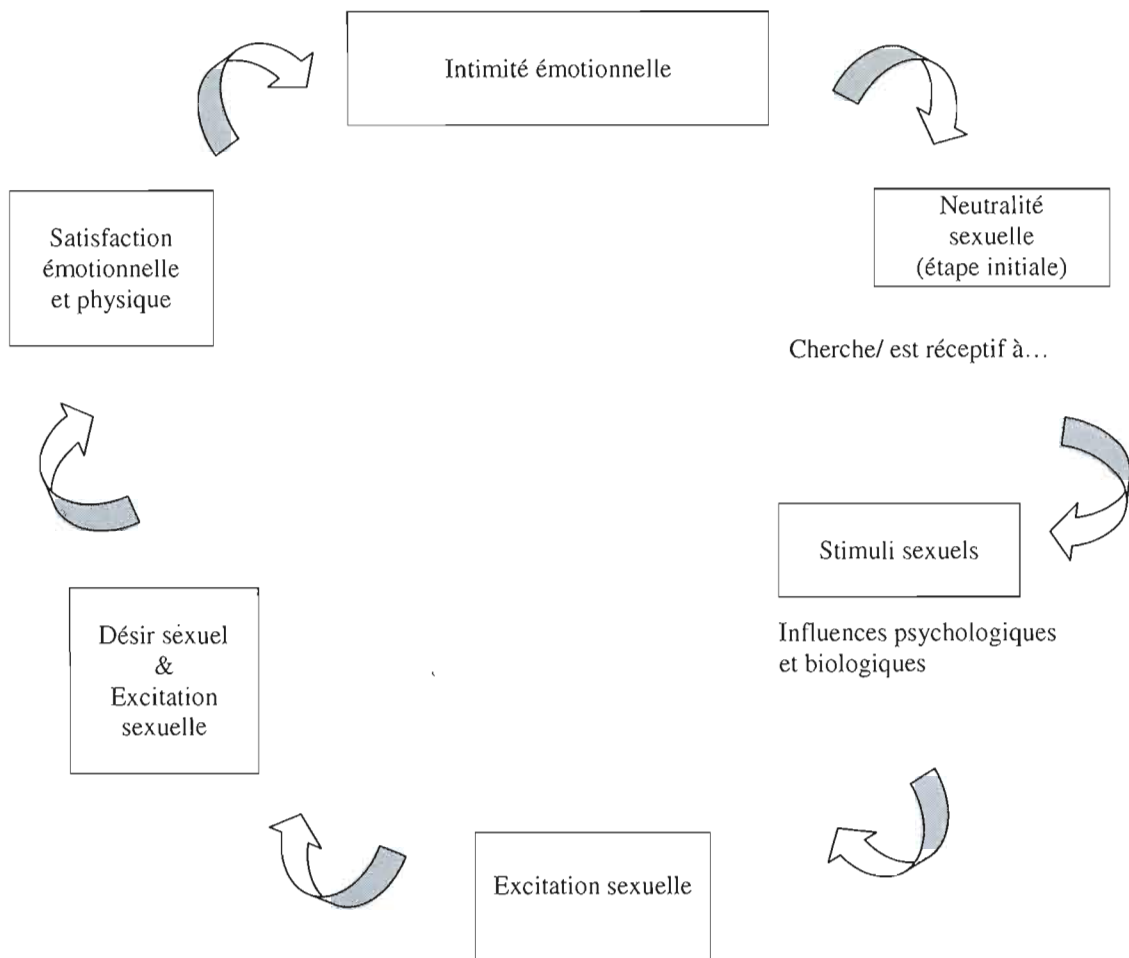 Intimité émotionnelle
Neutralité
sexuelle
(étape initiale)
Cherche/ est réceptif à…
Stimuli sexuels
Influences psychologiques
et biologiques
Excitation sexuelle
Désir sexuel
&
Excitation
sexuelle
Satisfaction
émotionnelle
et physique